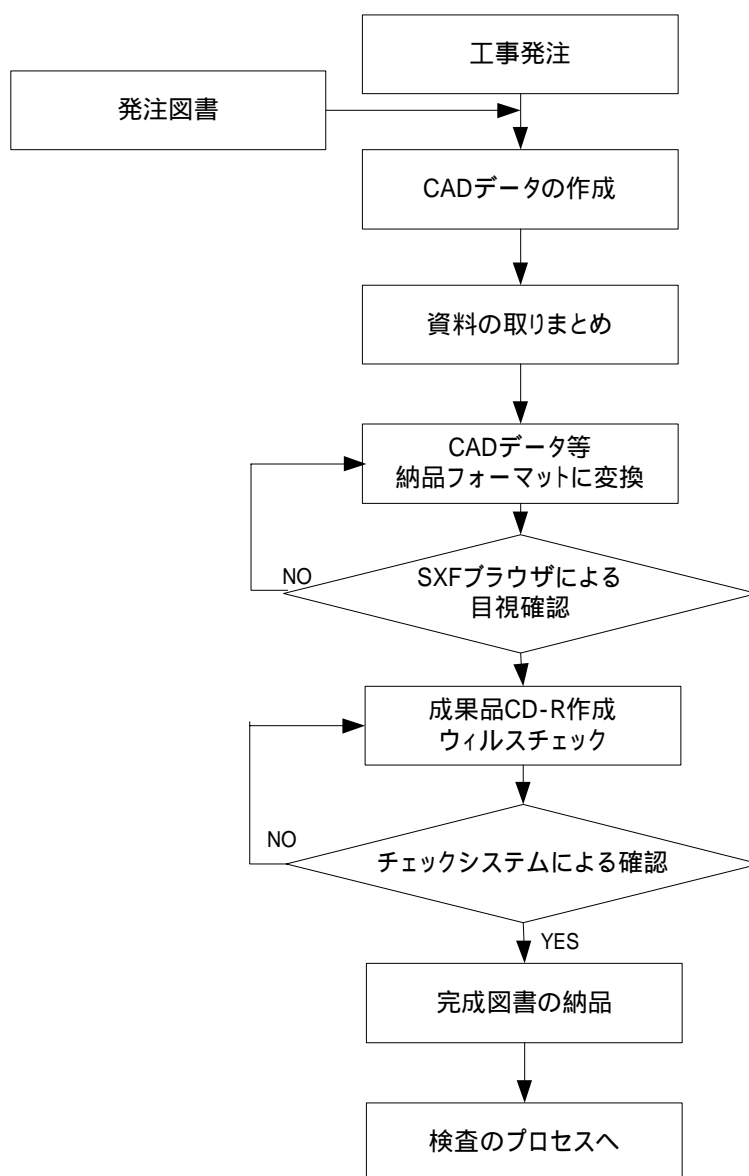 工事発注
発注図書
CADデータの作成
資料の取りまとめ
CADデータ等
納品フォーマットに変換
NO
SXFブラウザによる
目視確認
成果品CD-R作成
ウィルスチェック
NO
チェックシステムによる確認
YES
完成図書の納品
検査のプロセスへ